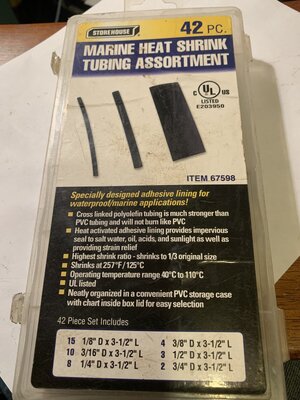 STOREHOUSE
42 PC.
MARINE HEAT SHRINK
TUBING ASSORTMENT
C UL US
LISTED
E203950
ITEM 67598
Specially designed adhesive lining for
waterproof/marine applications!
• Cross linked polyolefin tubing is much stronger than
PVC tubing and will not burn like PVC
• Heat activated adhesive lining provides impervious
seal to salt water, oil, acids, and sunlight as well as
providing strain relief
• Highest shrink ratio - shrinks to 1/3 original size
• Shrinks at 257°F/125°C
• Operating temperature range 40°C to 110°C
• UL listed
• Neatly organized in a convenient PVC storage case
with chart inside box lid for easy selection
42 Piece Set Includes
15 1/8" D x 3-1/2" L 4 3/8" D x 3-1/2" L
10 3/16" D x 3-1/2" L 3 1/2" D x 3-1/2" L
8 1/4" D x 3-1/2" L 2 3/4" D x 3-1/2" L